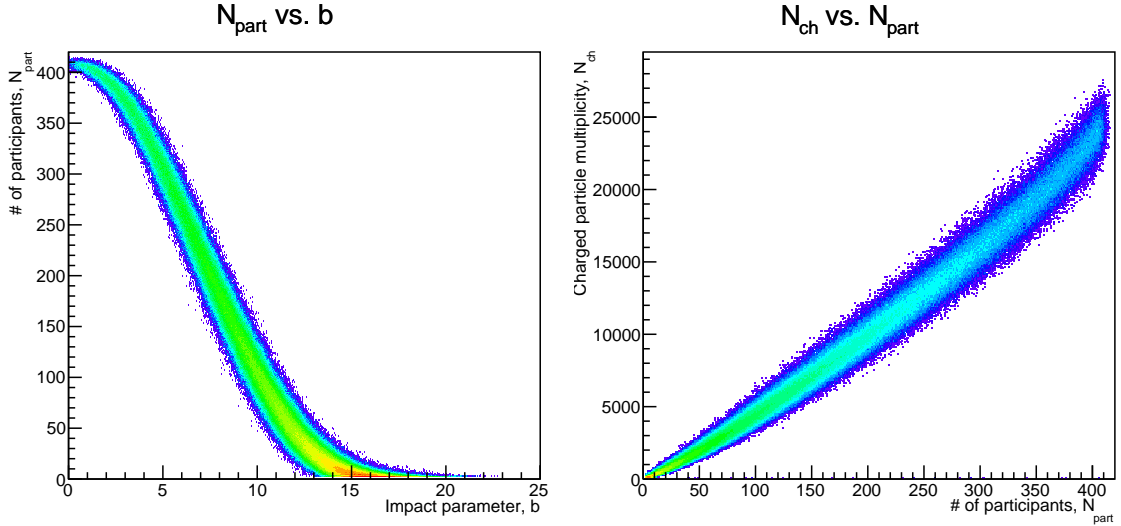 N_part vs. b
# of participants, N_part
400
350
300
250
200
150
100
50
0
0 5 10 15 20 25
Impact parameter, b
N_ch vs. N_part
Charged particle multiplicity, N_ch
25000
20000
15000
10000
5000
0
0 50 100 150 200 250 300 350 400
# of participants, N_part